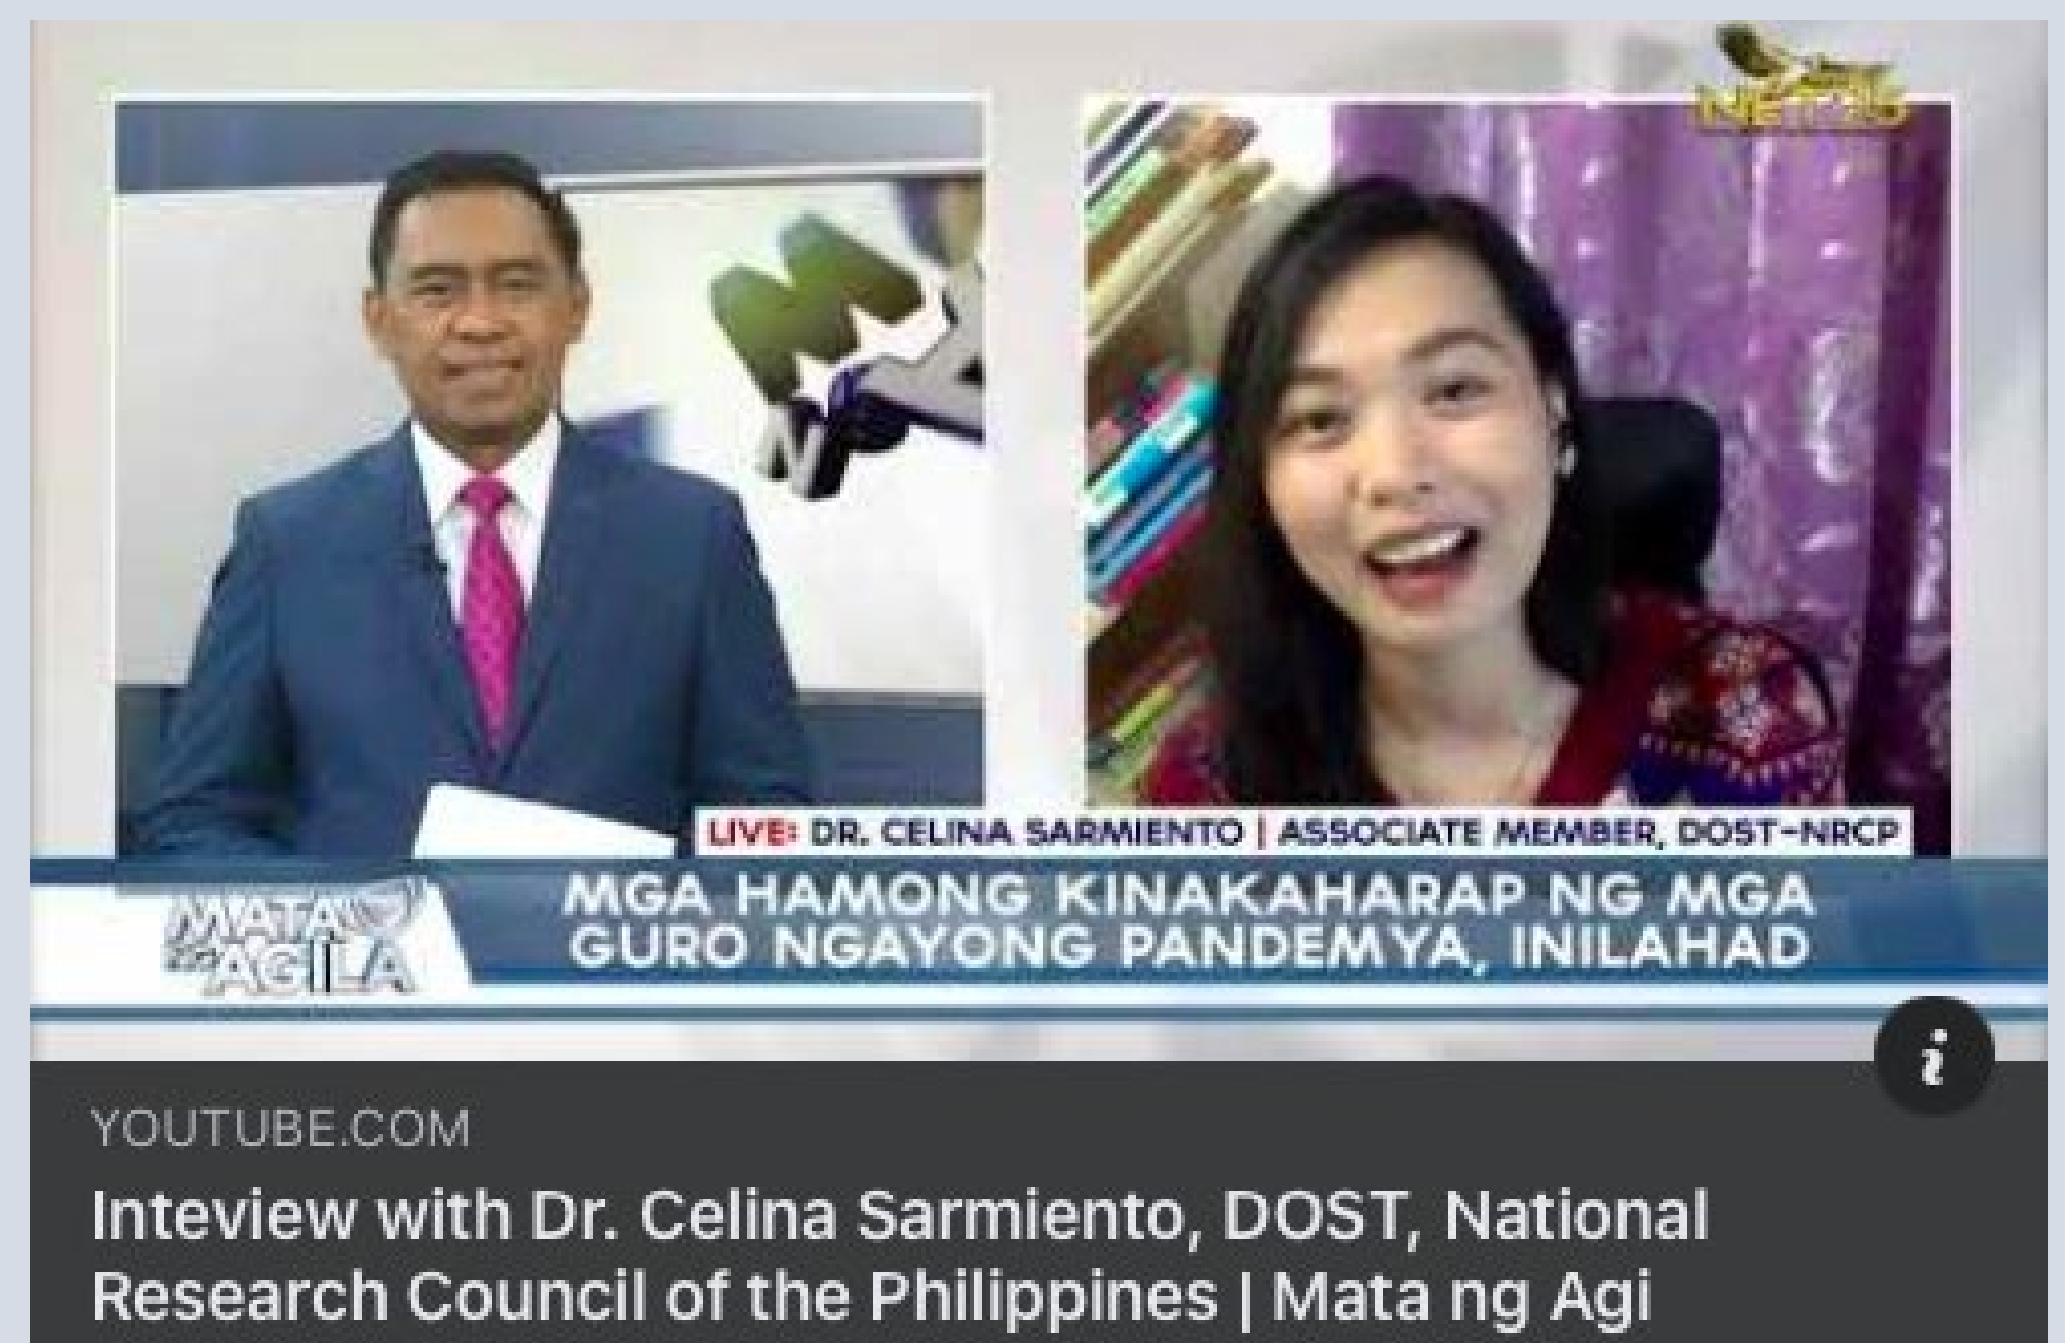 NET25
LIVE: DR. CELINA SARMIENTO | ASSOCIATE MEMBER, DOST-NRCP
MATA
NG
AGILA
MGA HAMONG KINAKAHARAP NG MGA
GURO NGAYONG PANDEMYA, INILAHAD
i
YOUTUBE.COM
Inteview with Dr. Celina Sarmiento, DOST, National
Research Council of the Philippines | Mata ng Agi